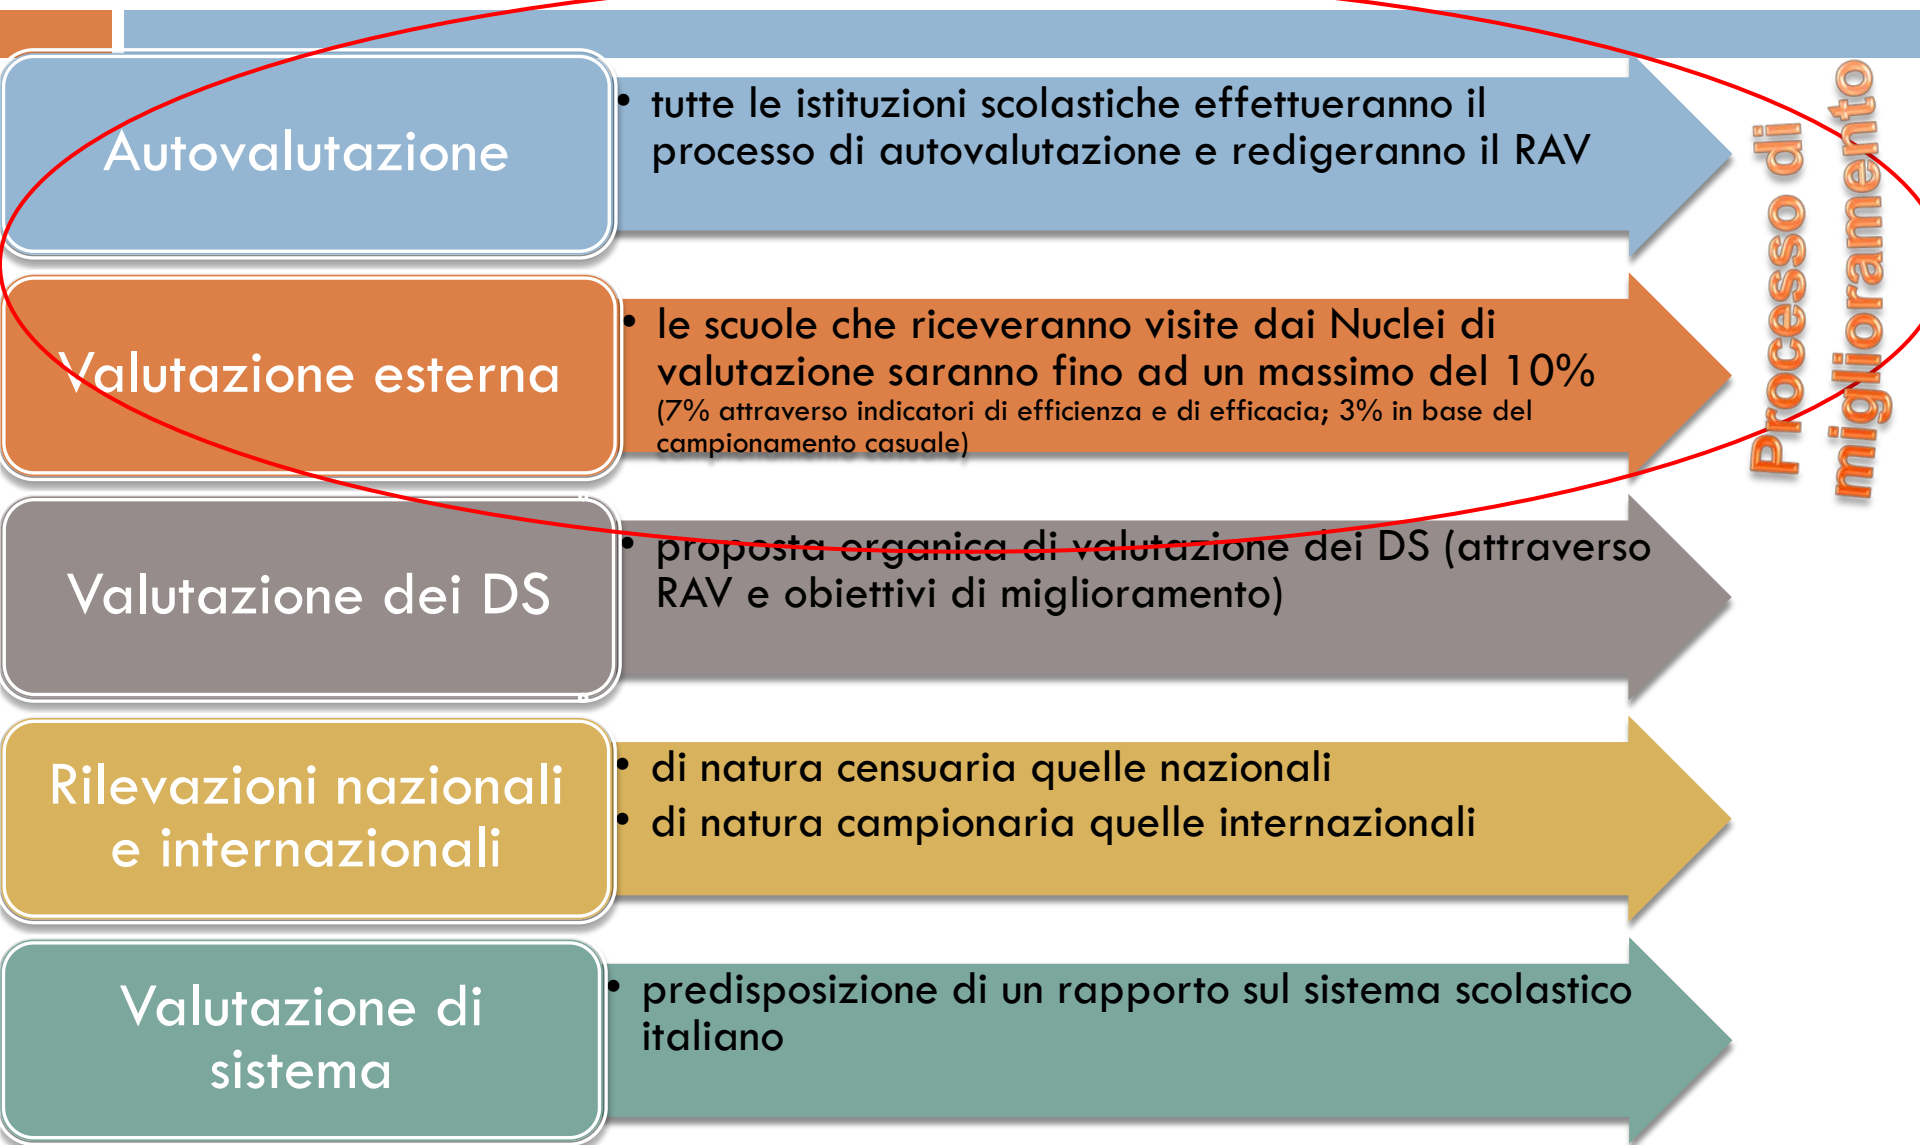 Autovalutazione
• tutte le istituzioni scolastiche effettueranno il
processo di autovalutazione e redigeranno il RAV
Valutazione esterna
• le scuole che riceveranno visite dai Nuclei di
valutazione saranno fino ad un massimo del 10%
(7% attraverso indicatori di efficienza e di efficacia; 3% in base del
campionamento casuale)
Valutazione dei DS
• proposta organica di valutazione dei DS (attraverso
RAV e obiettivi di miglioramento)
Rilevazioni nazionali
e internazionali
• di natura censuaria quelle nazionali
• di natura campionaria quelle internazionali
Valutazione di
sistema
• predisposizione di un rapporto sul sistema scolastico
italiano
Processo di
miglioramento